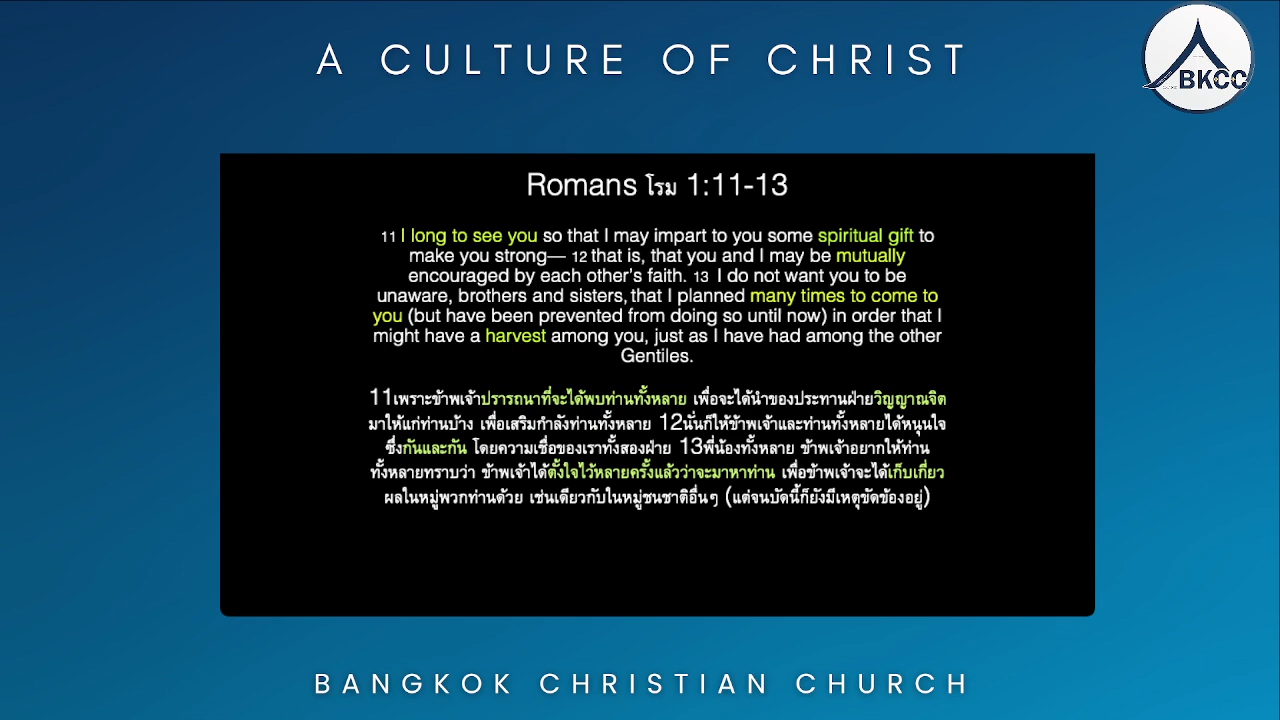 A CULTURE OF CHRIST
BKCC
Romans โรม 1:11-13
11 I long to see you so that I may impart to you some spiritual gift to
make you strong— 12 that is, that you and I may be mutually
encouraged by each other’s faith. 13 I do not want you to be
unaware, brothers and sisters, that I planned many times to come to
you (but have been prevented from doing so until now) in order that I
might have a harvest among you, just as I have had among the other
Gentiles.
11เพราะข้าพเจ้าปรารถนาที่จะได้พบท่านทั้งหลาย เพื่อจะได้นำของประทานฝ่ายวิญญาณจิต
มาให้แก่ท่านบ้าง เพื่อเสริมกำลังท่านทั้งหลาย 12นั่นก็ให้ข้าพเจ้าและท่านทั้งหลายได้หนุนใจ
ซึ่งกันและกัน โดยความเชื่อของเราทั้งสองฝ่าย 13พี่น้องทั้งหลาย ข้าพเจ้าอยากให้ท่าน
ทั้งหลายทราบว่า ข้าพเจ้าได้ตั้งใจไว้หลายครั้งแล้วว่าจะมาหาท่าน เพื่อข้าพเจ้าจะได้เก็บเกี่ยว
ผลในหมู่พวกท่านด้วย เช่นเดียวกับในหมู่ชนชาติอื่นๆ (แต่จนบัดนี้ก็ยังมีเหตุขัดข้องอยู่)
BANGKOK CHRISTIAN CHURCH